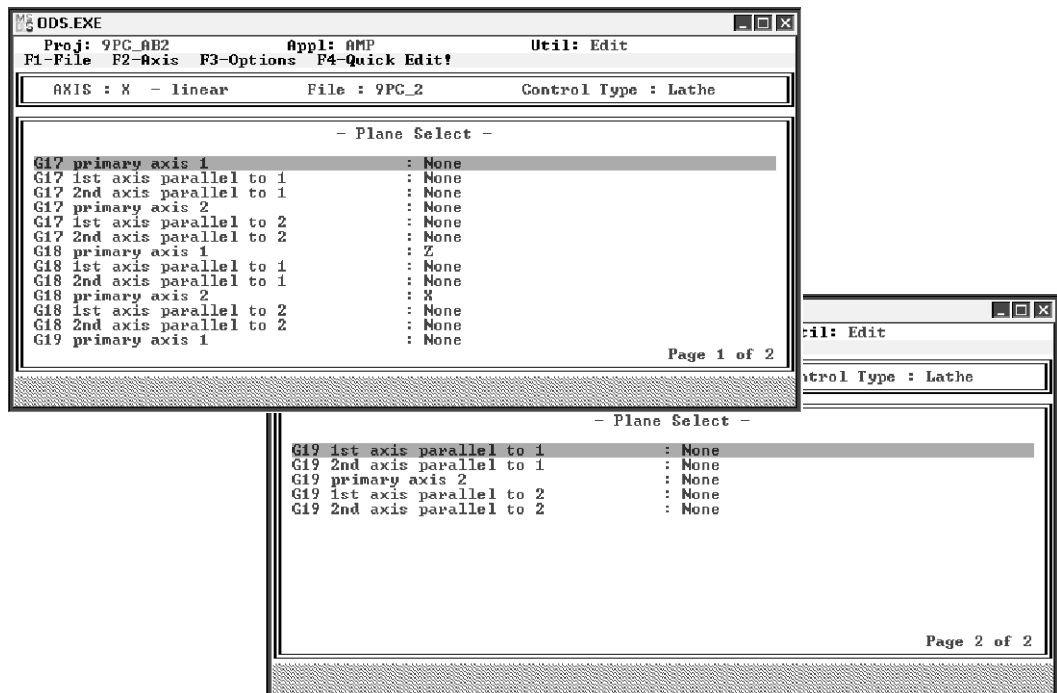 ODS.EXE
Proj: 9PC_AB2 Appl: AMP Util: Edit
F1-File F2-Axis F3-Options F4-Quick Edit!
AXIS : X - linear File : 9PC_2 Control Type : Lathe
- Plane Select -
G17 primary axis 1 : None
G17 1st axis parallel to 1 : None
G17 2nd axis parallel to 1 : None
G17 primary axis 2 : None
G17 1st axis parallel to 2 : None
G17 2nd axis parallel to 2 : None
G18 primary axis 1 : Z
G18 1st axis parallel to 1 : None
G18 2nd axis parallel to 1 : None
G18 primary axis 2 : X
G18 1st axis parallel to 2 : None
G18 2nd axis parallel to 2 : None
G19 primary axis 1 : None
Page 1 of 2
til: Edit
ntrol Type : Lathe
- Plane Select -
G19 1st axis parallel to 1 : None
G19 2nd axis parallel to 1 : None
G19 primary axis 2 : None
G19 1st axis parallel to 2 : None
G19 2nd axis parallel to 2 : None
Page 2 of 2